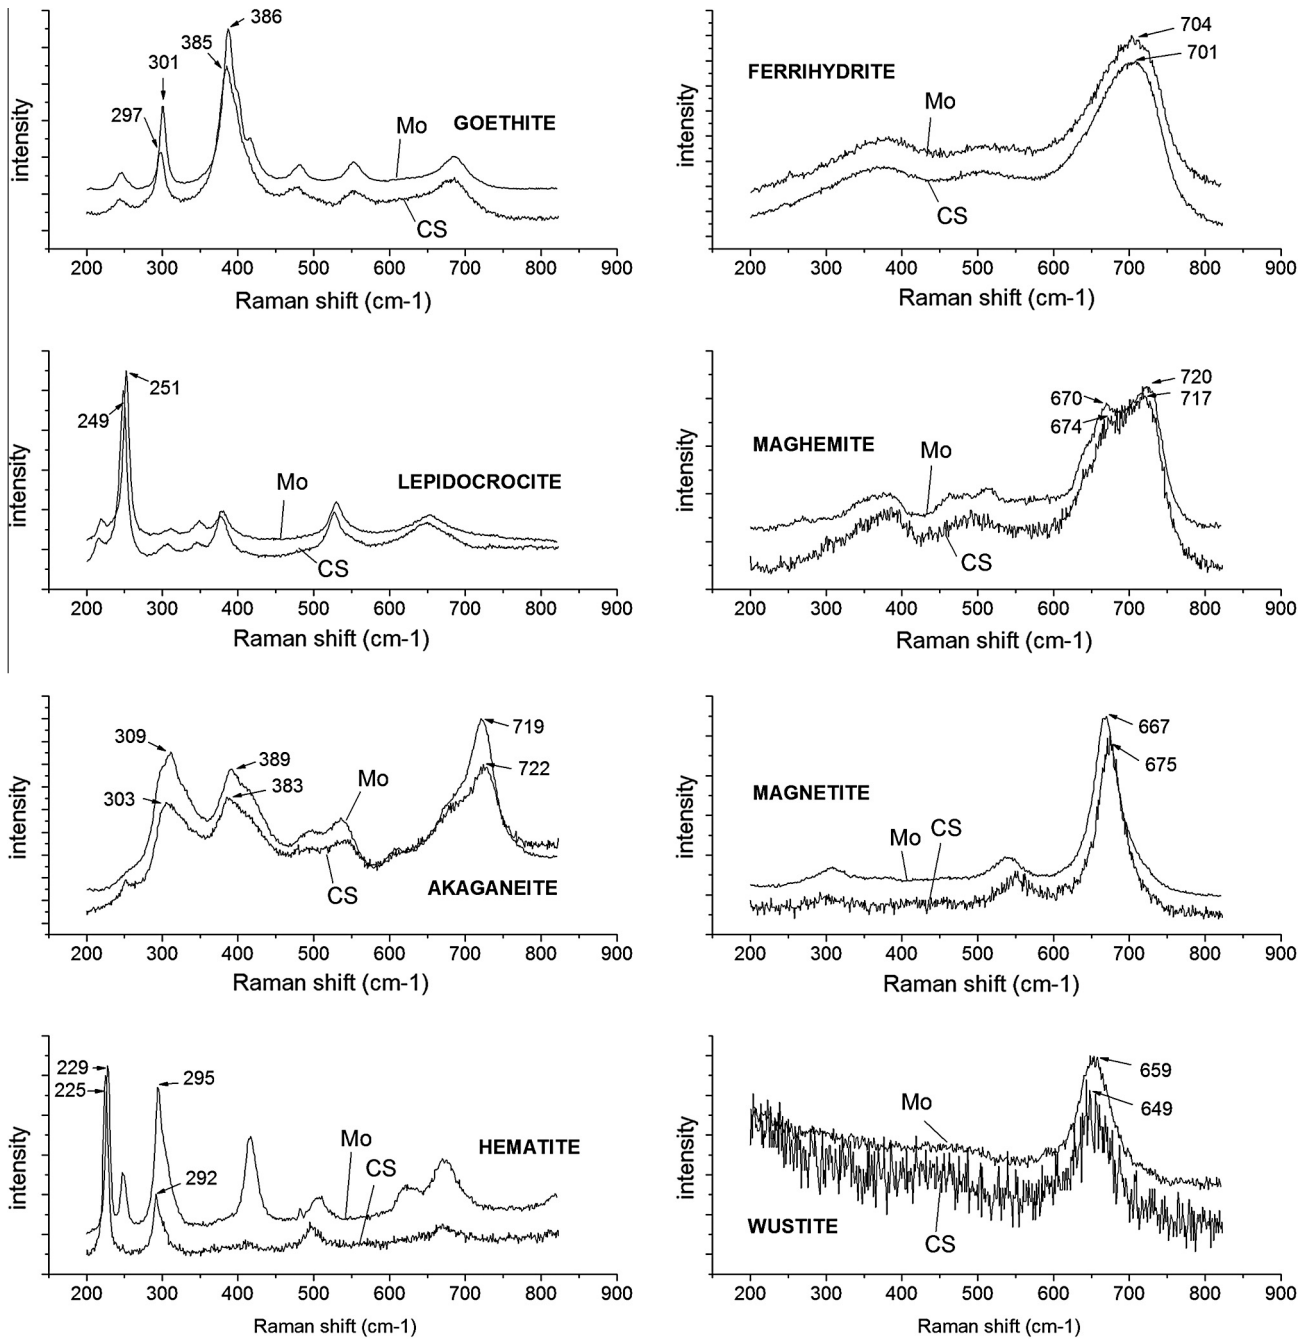 386
385
301
297
Mo
GOETHITE
CS
intensity
200 300 400 500 600 700 800 900
Raman shift (cm-1)
704
701
FERRIHYDRITE
Mo
CS
intensity
200 300 400 500 600 700 800 900
Raman shift (cm-1)
251
249
Mo
LEPIDOCROCITE
CS
intensity
200 300 400 500 600 700 800 900
Raman shift (cm-1)
720
670
717
674
MAGHEMITE
Mo
CS
intensity
200 300 400 500 600 700 800 900
Raman shift (cm-1)
719
309
389
722
383
303
Mo
CS
AKAGANEITE
intensity
200 300 400 500 600 700 800 900
Raman shift (cm-1)
667
675
MAGNETITE
Mo
CS
intensity
200 300 400 500 600 700 800 900
Raman shift (cm-1)
229
225
295
292
Mo
CS
HEMATITE
intensity
200 300 400 500 600 700 800 900
Raman shift (cm-1)
659
649
Mo
WUSTITE
CS
intensity
200 300 400 500 600 700 800 900
Raman shift (cm-1)